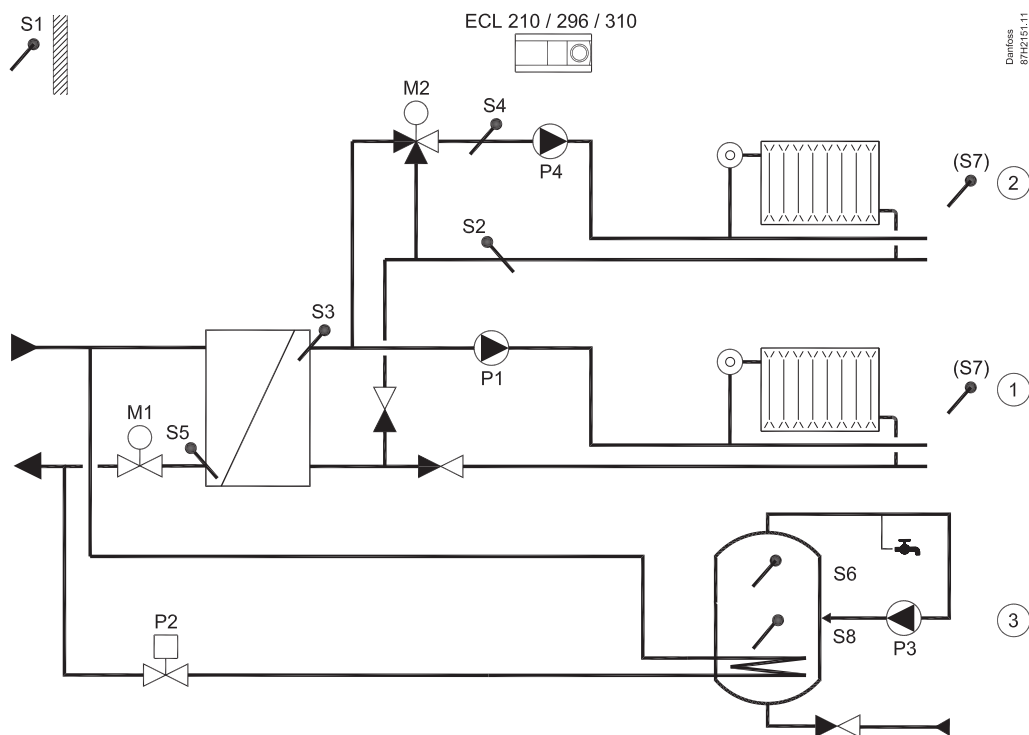 S1
ECL 210 / 296 / 310
Danfoss
87H2151.11
M2
S4
P4
(S7)
2
S2
S3
P1
(S7)
1
M1
S5
S6
P2
S8
P3
3